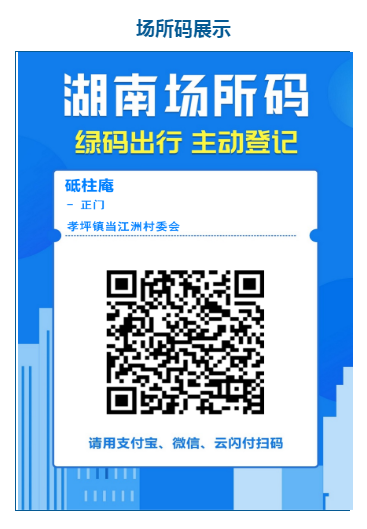 场所码展示
湖南场所码
绿码出行 主动登记
砥柱庵
- 正门
孝坪镇当江洲村委会
请用支付宝、微信、云闪付扫码